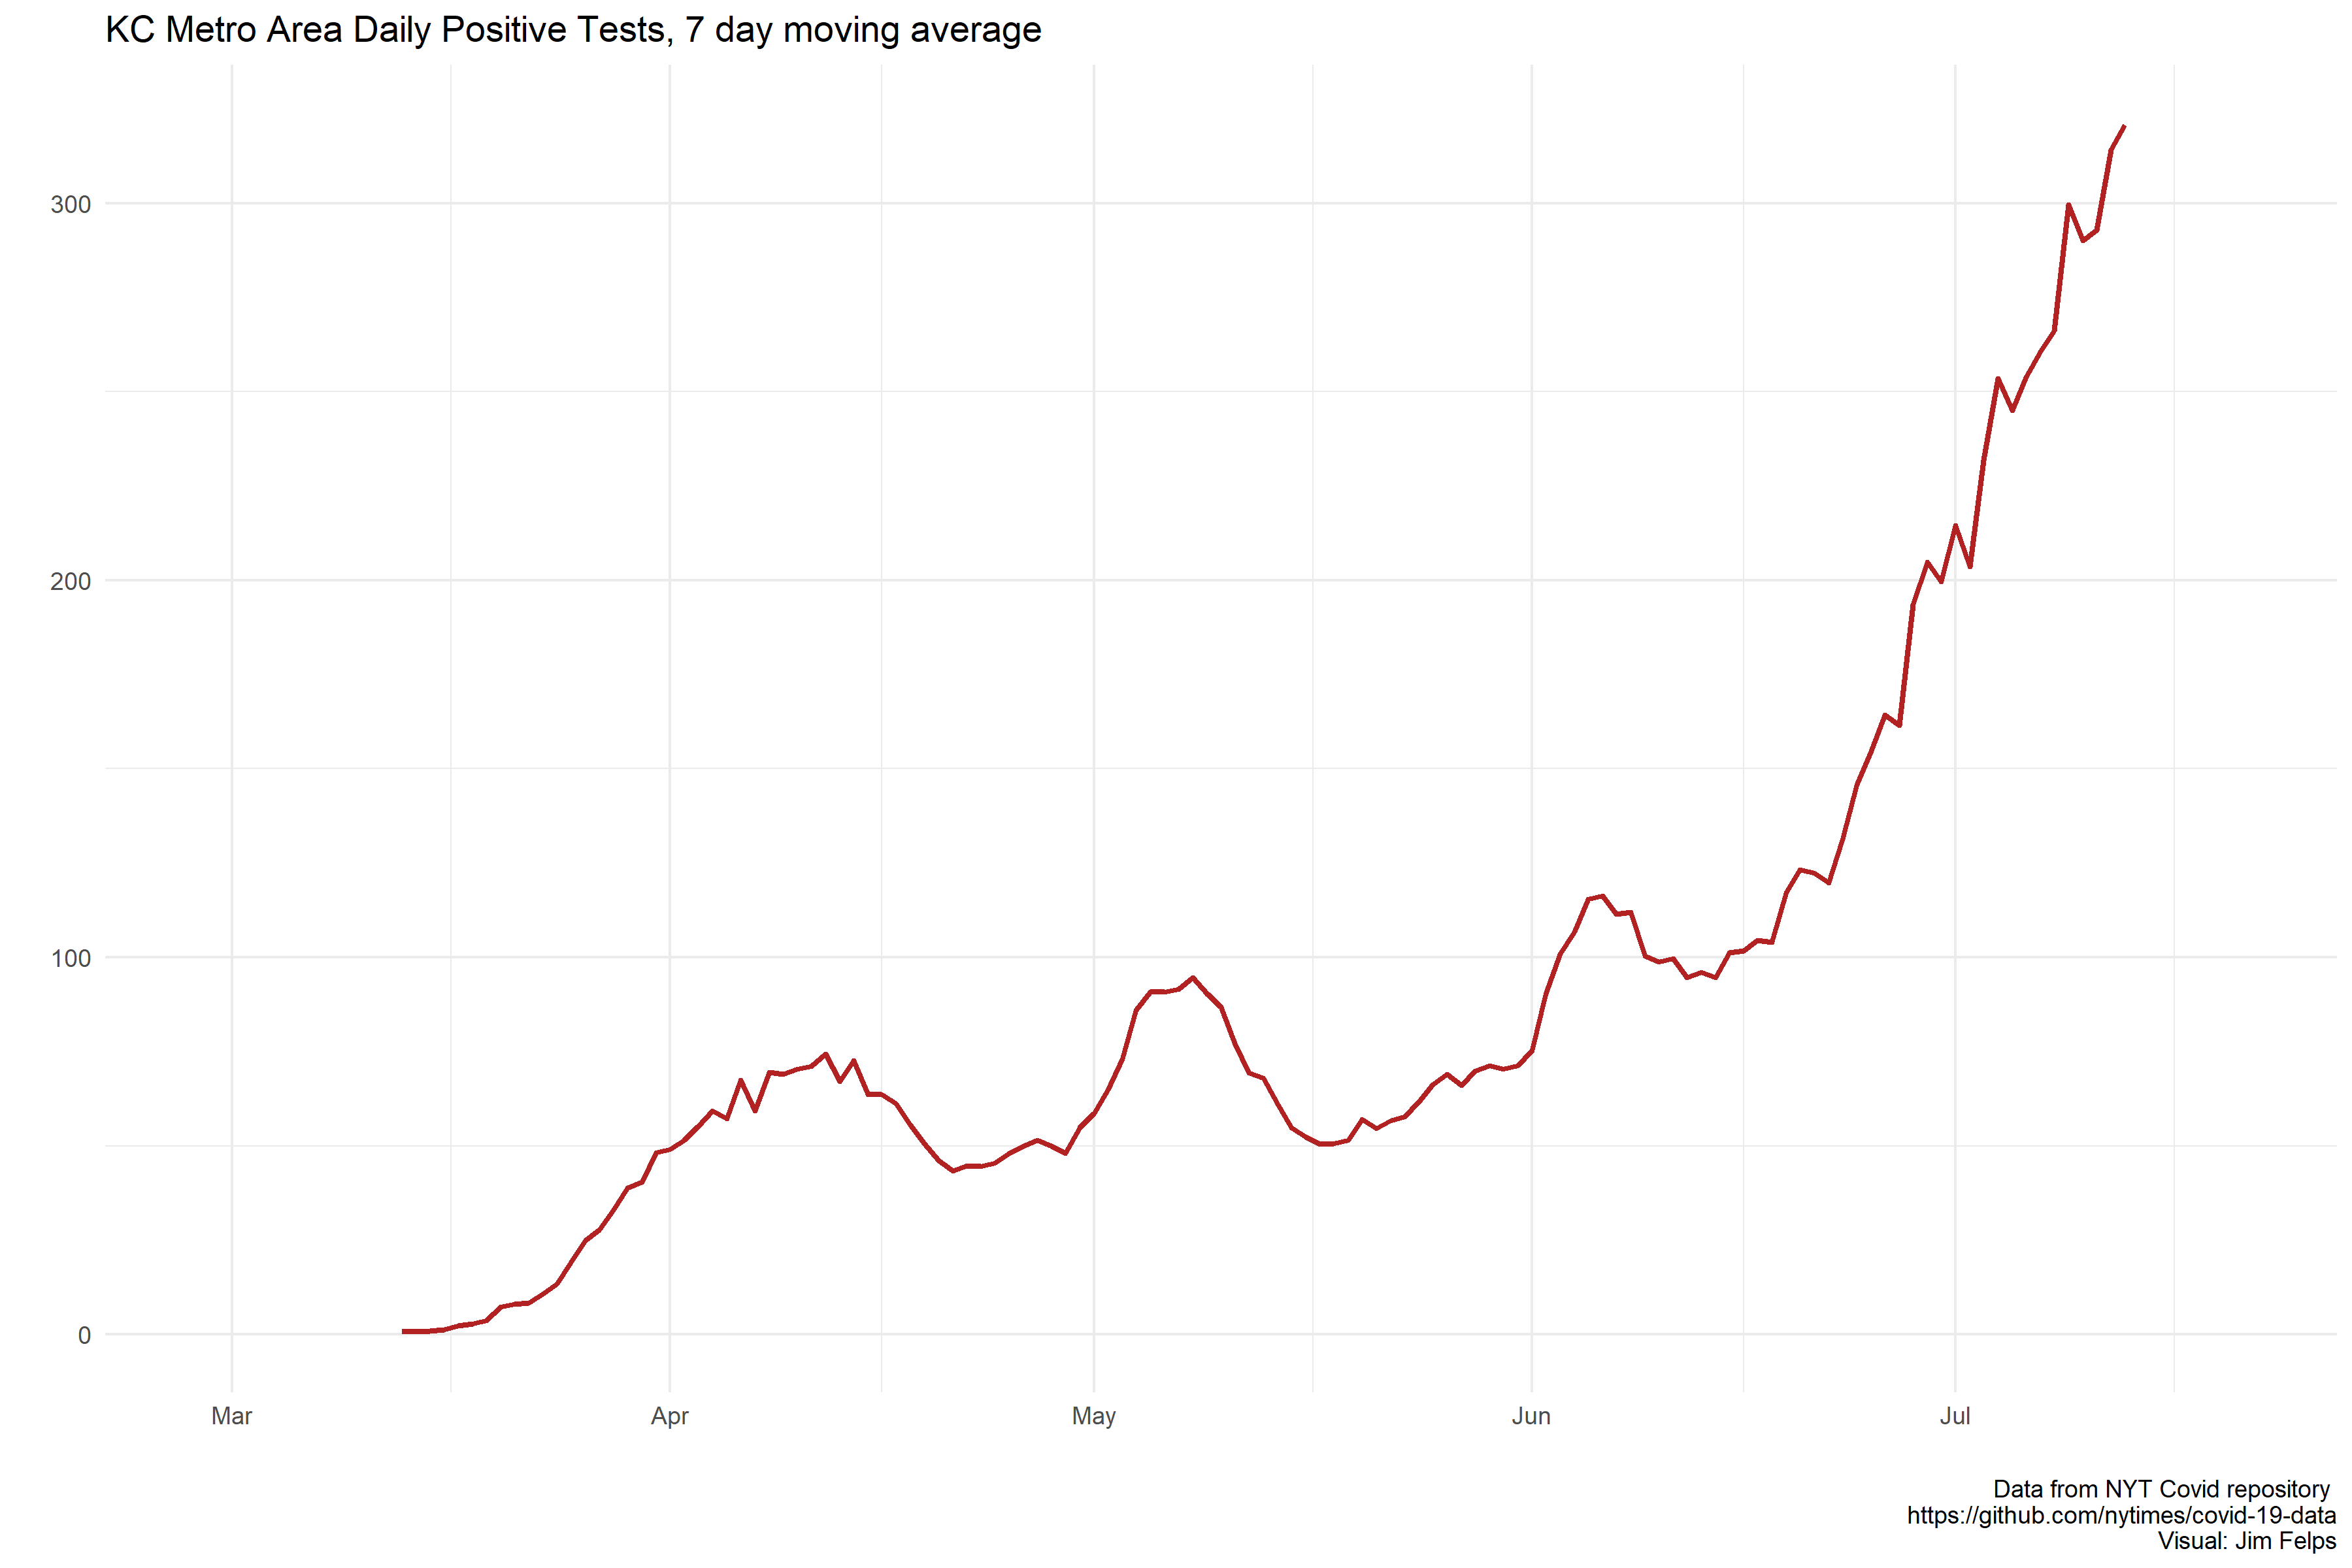 KC Metro Area Daily Positive Tests, 7 day moving average
300
200
100
0
Mar Apr May Jun Jul
Data from NYT Covid repository
https://github.com/nytimes/covid-19-data
Visual: Jim Felps